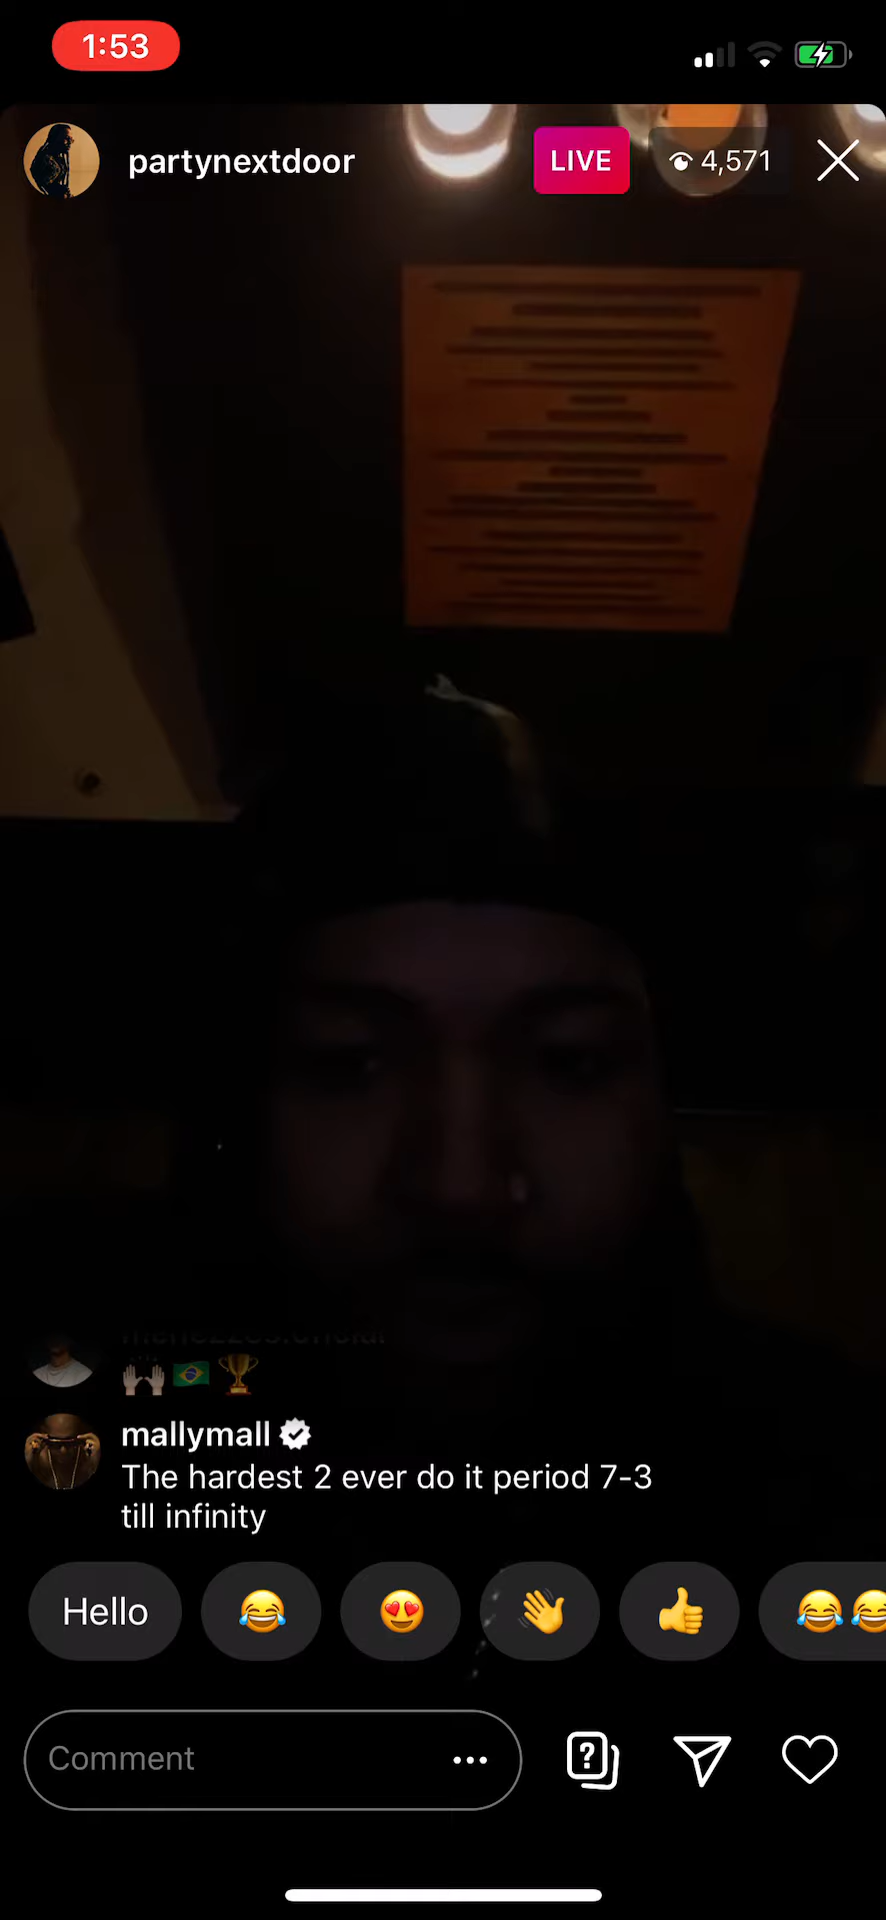 1:53
partynextdoor LIVE 4,571
🙌🏻 🇧🇷 🏆
mallymall
The hardest 2 ever do it period 7-3
till infinity
Hello 😂 😍 👋 👍 😂😂
Comment